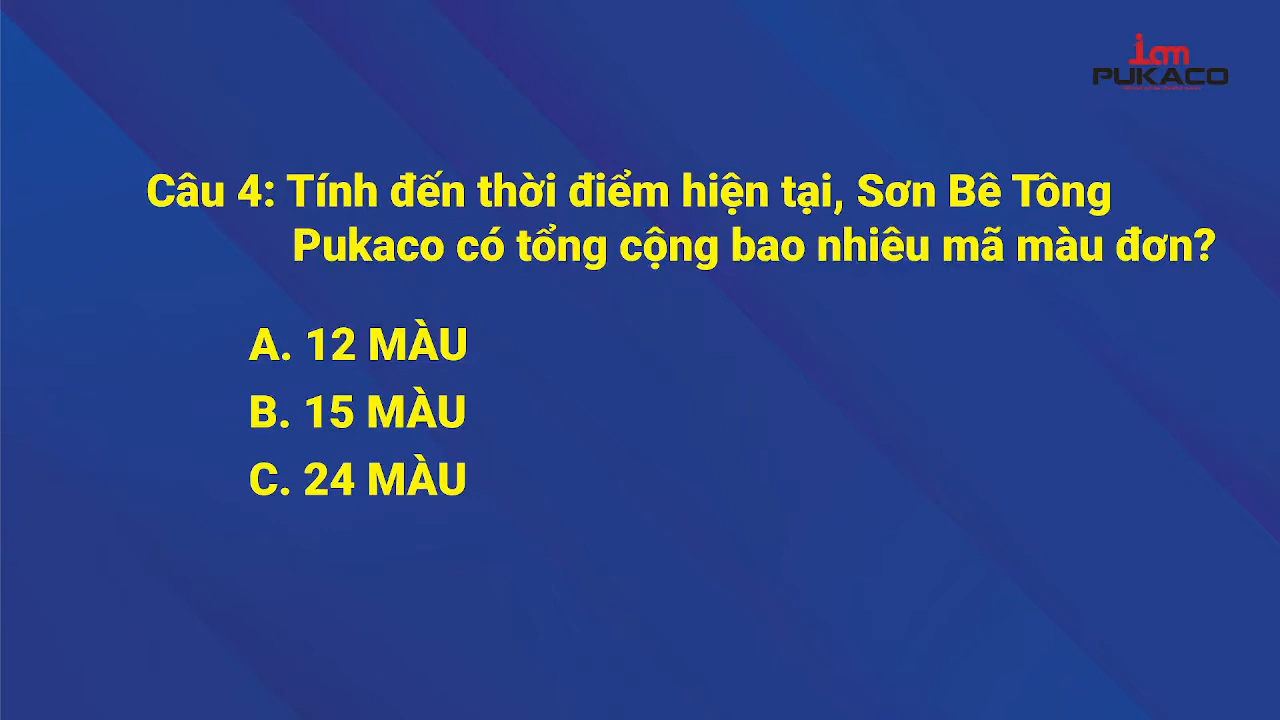 iam
PUKACO
Câu 4: Tính đến thời điểm hiện tại, Sơn Bê Tông
Pukaco có tổng cộng bao nhiêu mã màu đơn?
A. 12 MÀU
B. 15 MÀU
C. 24 MÀU